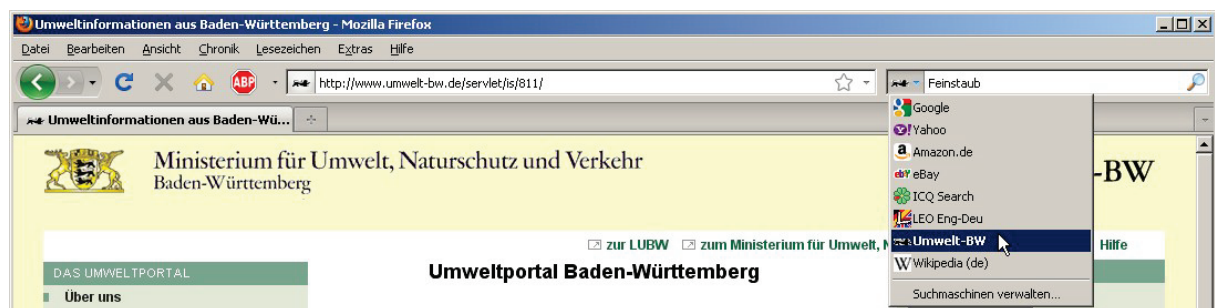 Umweltinformationen aus Baden-Württemberg - Mozilla Firefox
Datei Bearbeiten Ansicht Chronik Lesezeichen Extras Hilfe
ABP http://www.umwelt-bw.de/servlet/is/811/ Feinstaub
Umweltinformationen aus Baden-Wü...
Google
Yahoo
Amazon.de
eBay
ICQ Search
LEO Eng-Deu
Umwelt-BW
Wikipedia (de)
Suchmaschinen verwalten...
Ministerium für Umwelt, Naturschutz und Verkehr
Baden-Württemberg
-BW
zur LUBW zum Ministerium für Umwelt, Hilfe
DAS UMWELTPORTAL
Umweltportal Baden-Württemberg
Über uns